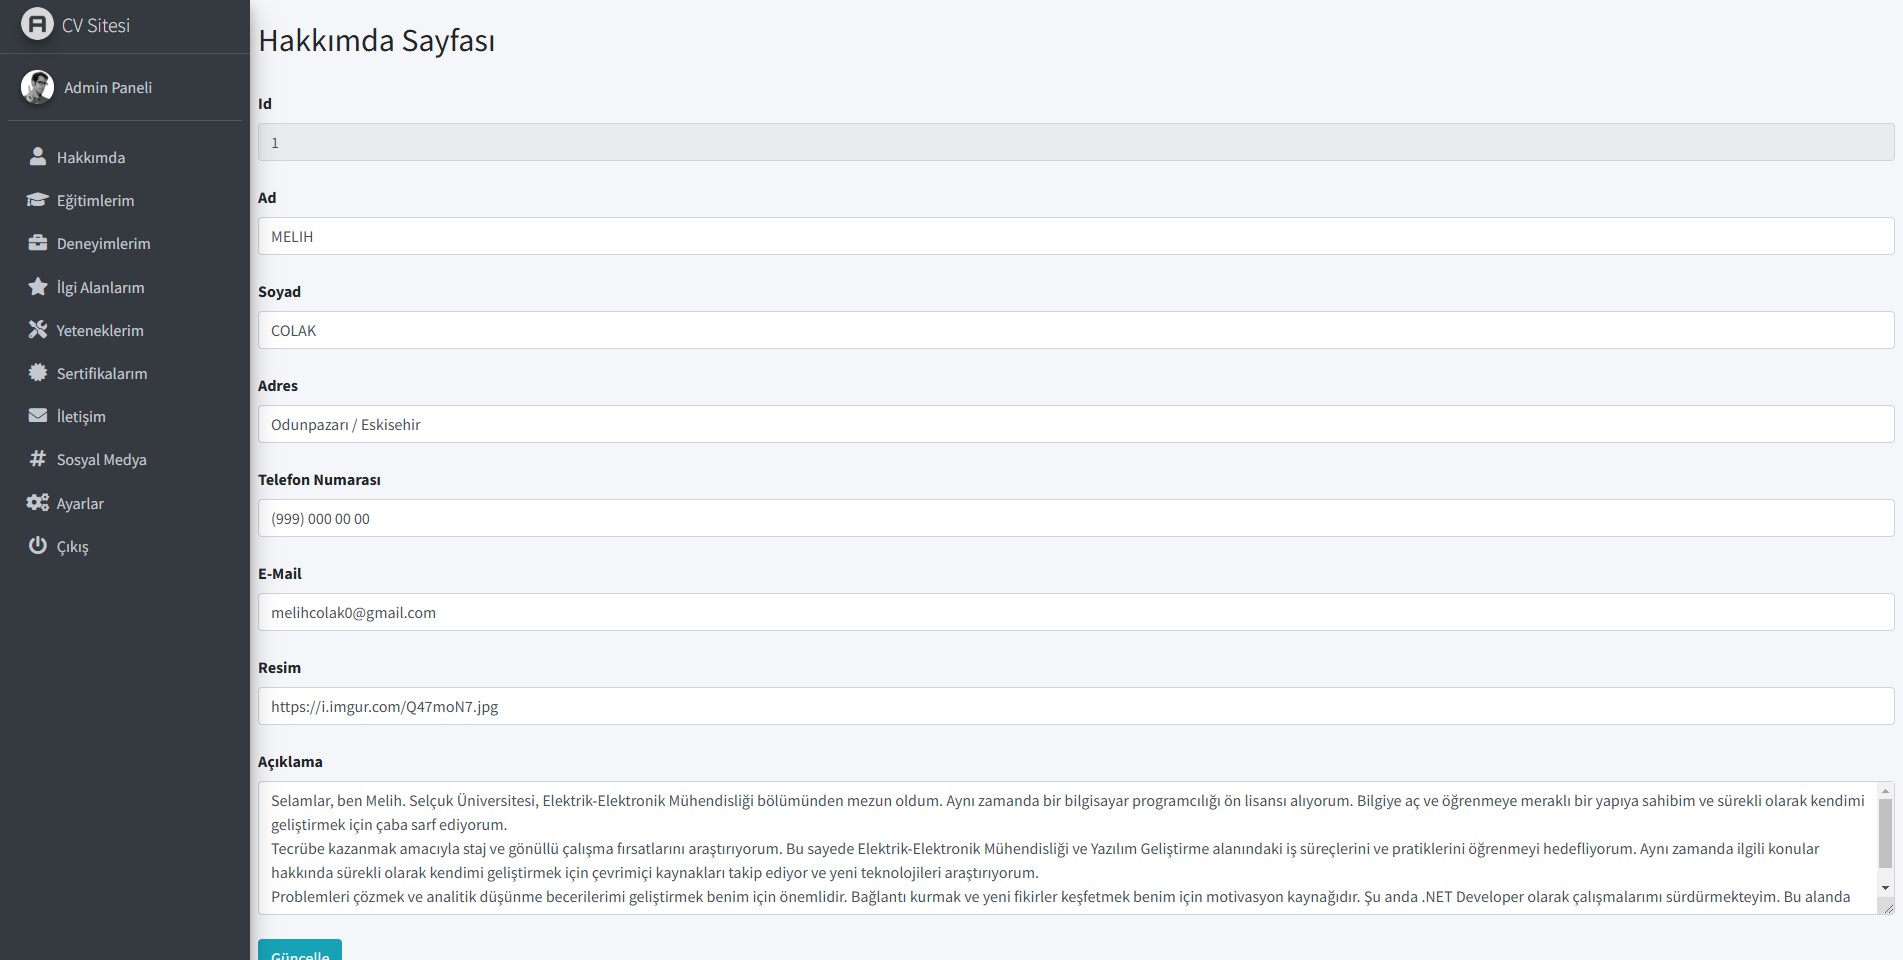 CV Sitesi
Admin Paneli
Hakkımda
Eğitimlerim
Deneyimlerim
İlgi Alanlarım
Yeteneklerim
Sertifikalarım
İletişim
Sosyal Medya
Ayarlar
Çıkış
Hakkımda Sayfası
Id
1
Ad
MELIH
Soyad
COLAK
Adres
Odunpazarı / Eskisehir
Telefon Numarası
(999) 000 00 00
E-Mail
melihcolak0@gmail.com
Resim
https://i.imgur.com/Q47moN7.jpg
Açıklama
Selamlar, ben Melih. Selçuk Üniversitesi, Elektrik-Elektronik Mühendisliği bölümünden mezun oldum. Aynı zamanda bir bilgisayar programcılığı ön lisansı alıyorum. Bilgiye aç ve öğrenmeye meraklı bir yapıya sahibim ve sürekli olarak kendimi
geliştirmek için çaba sarf ediyorum.
Tecrübe kazanmak amacıyla staj ve gönüllü çalışma fırsatlarını araştırıyorum. Bu sayede Elektrik-Elektronik Mühendisliği ve Yazılım Geliştirme alanındaki iş süreçlerini ve pratiklerini öğrenmeyi hedefliyorum. Aynı zamanda ilgili konular
hakkında sürekli olarak kendimi geliştirmek için çevrimiçi kaynakları takip ediyor ve yeni teknolojileri araştırıyorum.
Problemleri çözmek ve analitik düşünme becerilerimi geliştirmek benim için önemlidir. Bağlantı kurmak ve yeni fikirler keşfetmek benim için motivasyon kaynağıdır. Şu anda .NET Developer olarak çalışmalarımı sürdürmekteyim. Bu alanda
Güncelle